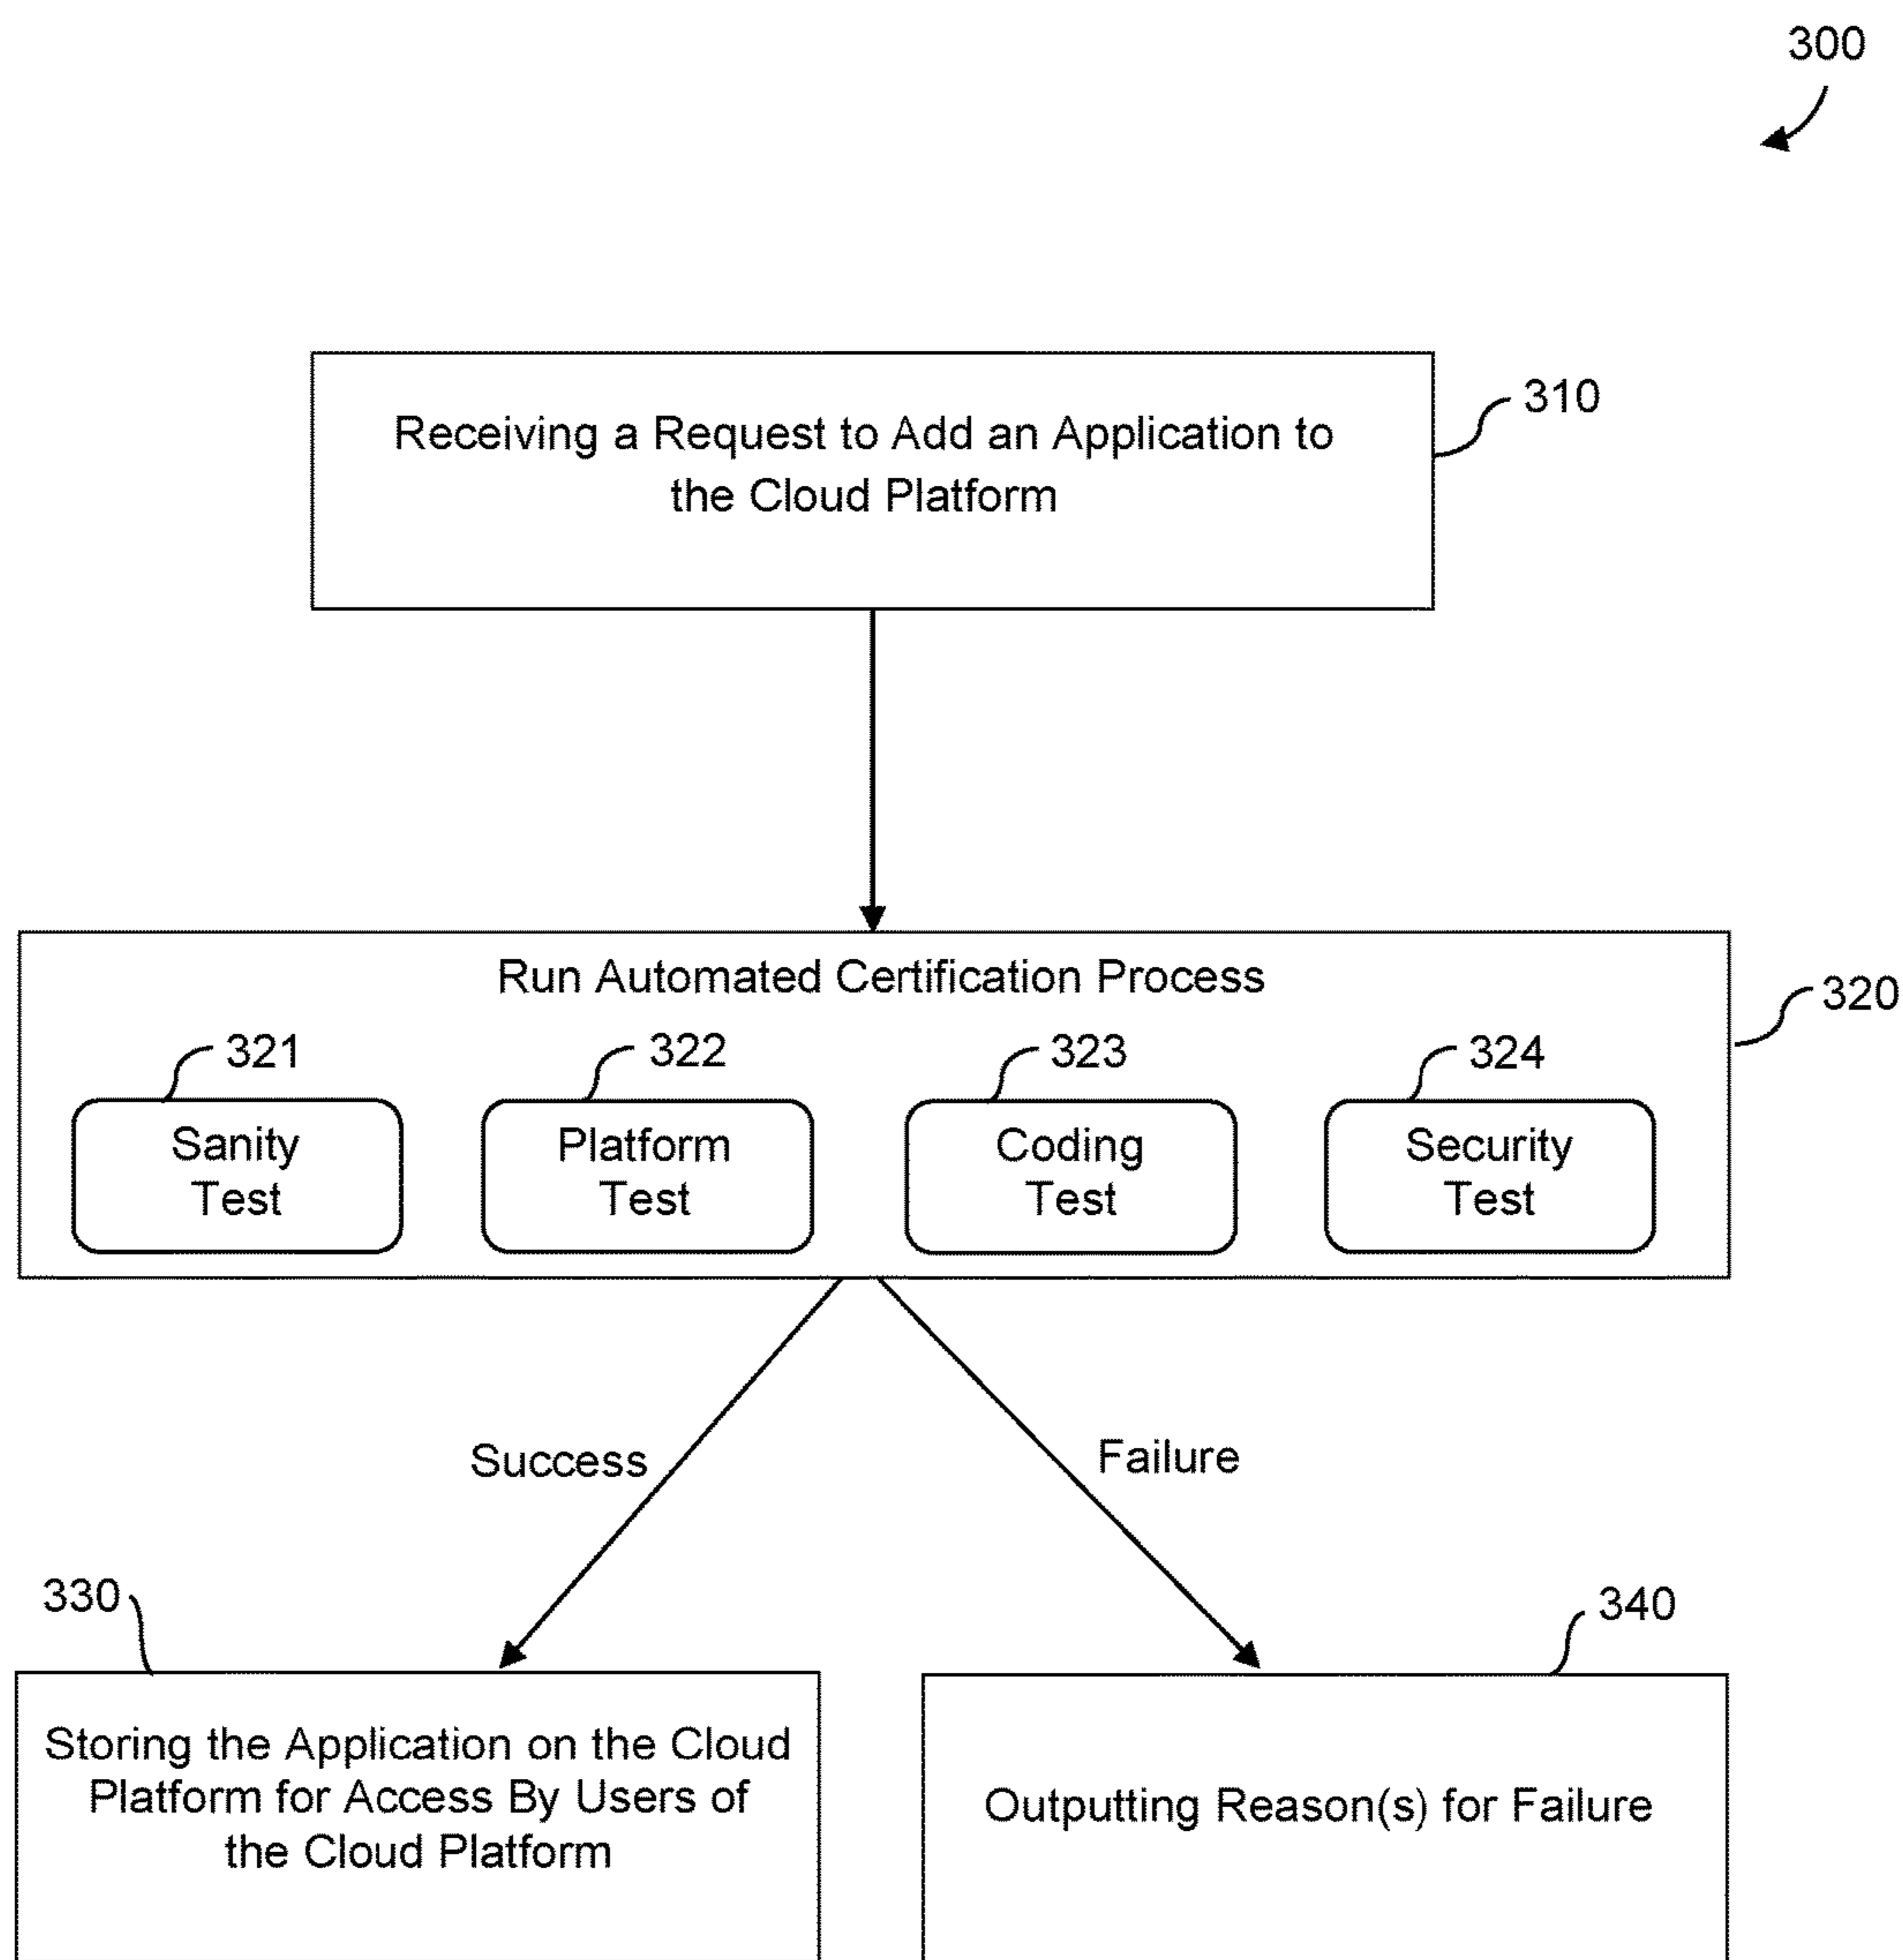 300
310
Receiving a Request to Add an Application to
the Cloud Platform
Run Automated Certification Process
320
321
322
323
324
Sanity
Test
Platform
Test
Coding
Test
Security
Test
Success
Failure
330
340
Storing the Application on the Cloud
Platform for Access By Users of
the Cloud Platform
Outputting Reason(s) for Failure